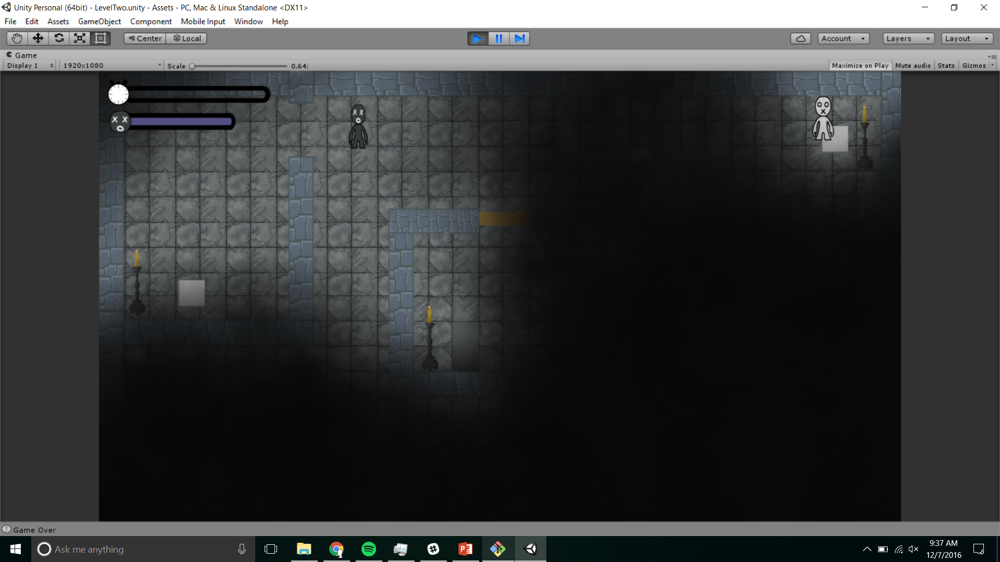 Unity Personal (64bit) - LevelTwo.unity - Assets - PC, Mac & Linux Standalone <DX11>
File Edit Assets GameObject Component Mobile Input Window Help
Center Local Account Layers Layout
Game
Display 1 1920x1080 Scale 0.64: Maximize on Play Mute audio Stats Gizmos
Game Over
Ask me anything
9:37 AM
12/7/2016